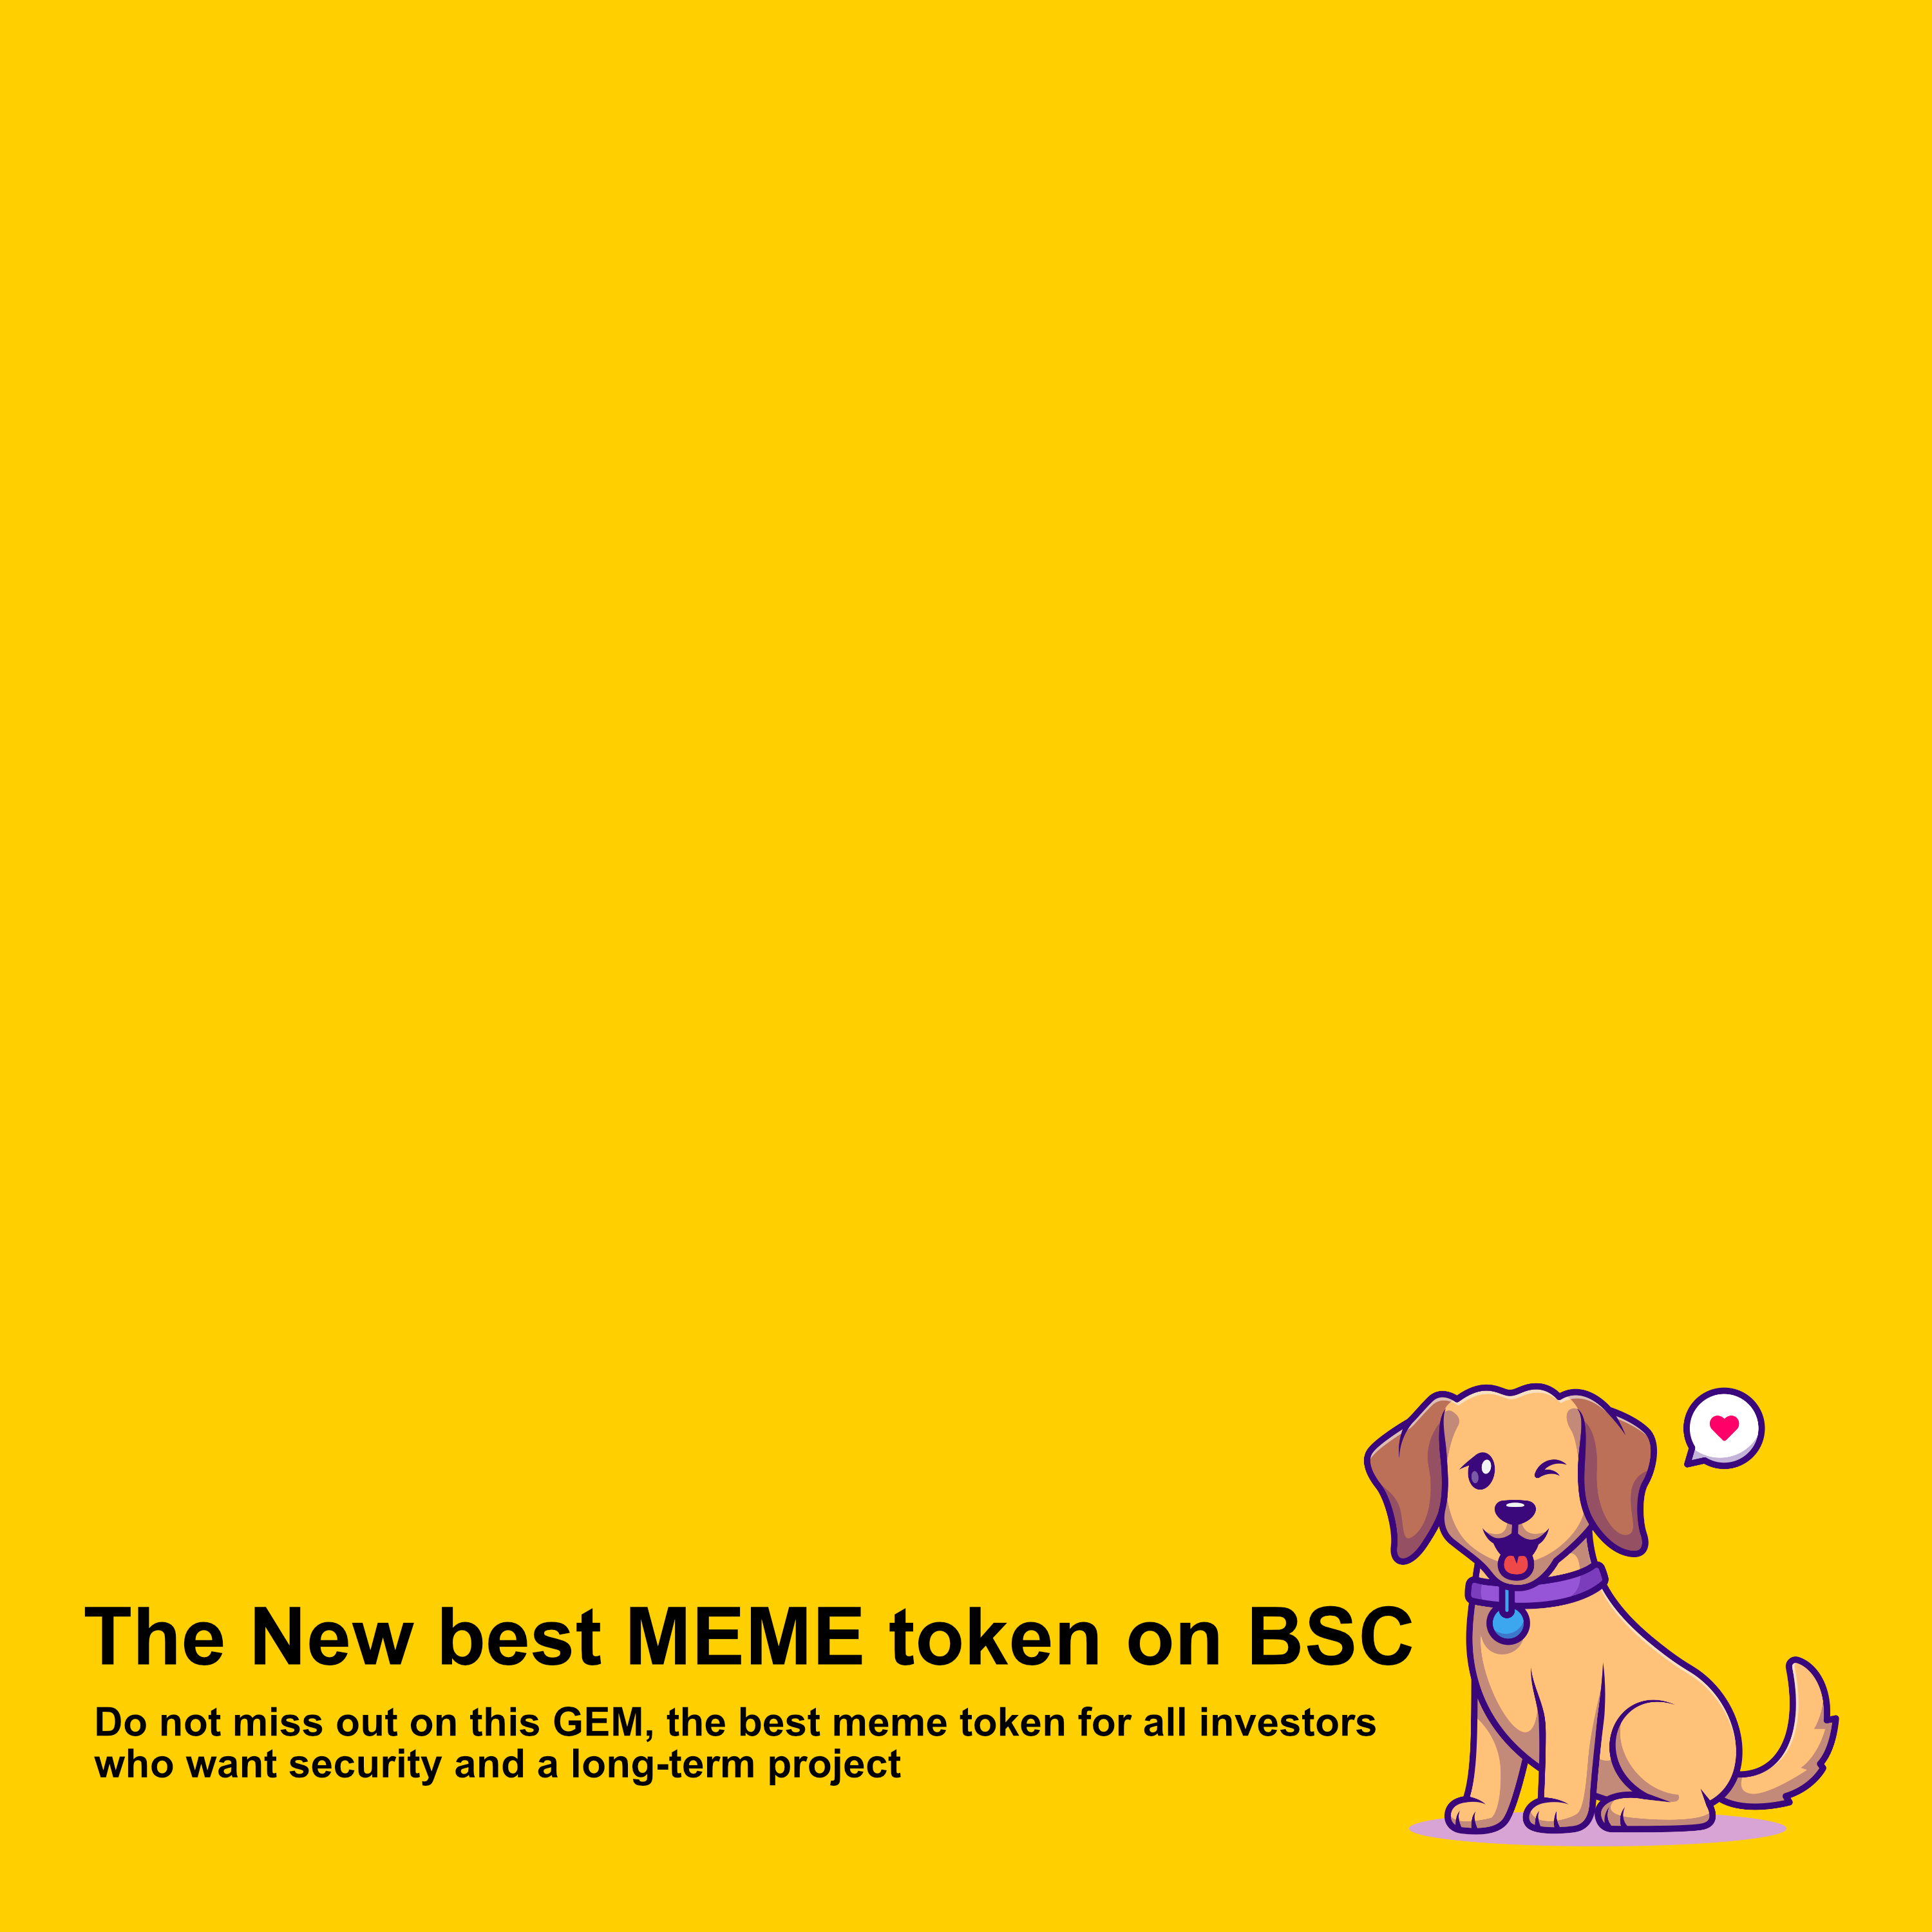 The New best MEME token on BSC
Do not miss out on this GEM, the best meme token for all investors
who want security and a long-term project